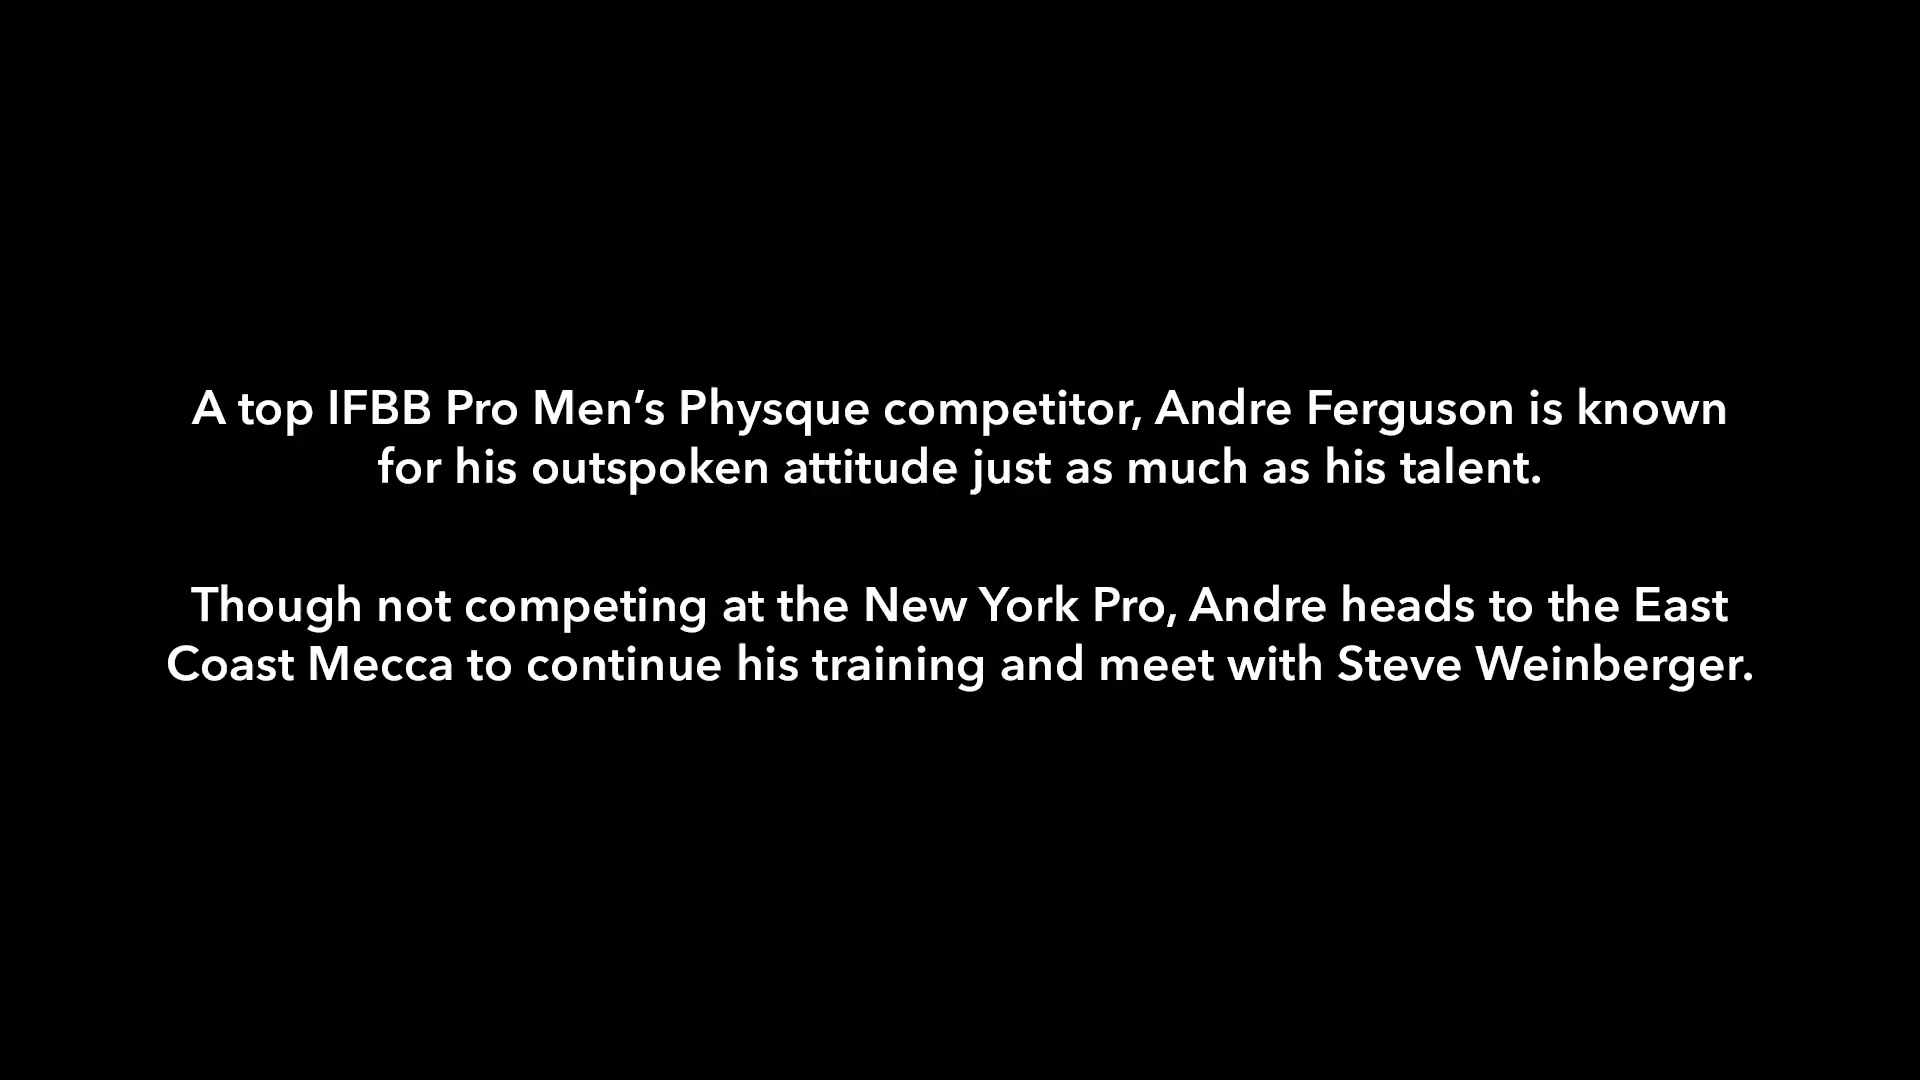 A top IFBB Pro Men’s Physque competitor, Andre Ferguson is known
for his outspoken attitude just as much as his talent.
Though not competing at the New York Pro, Andre heads to the East
Coast Mecca to continue his training and meet with Steve Weinberger.